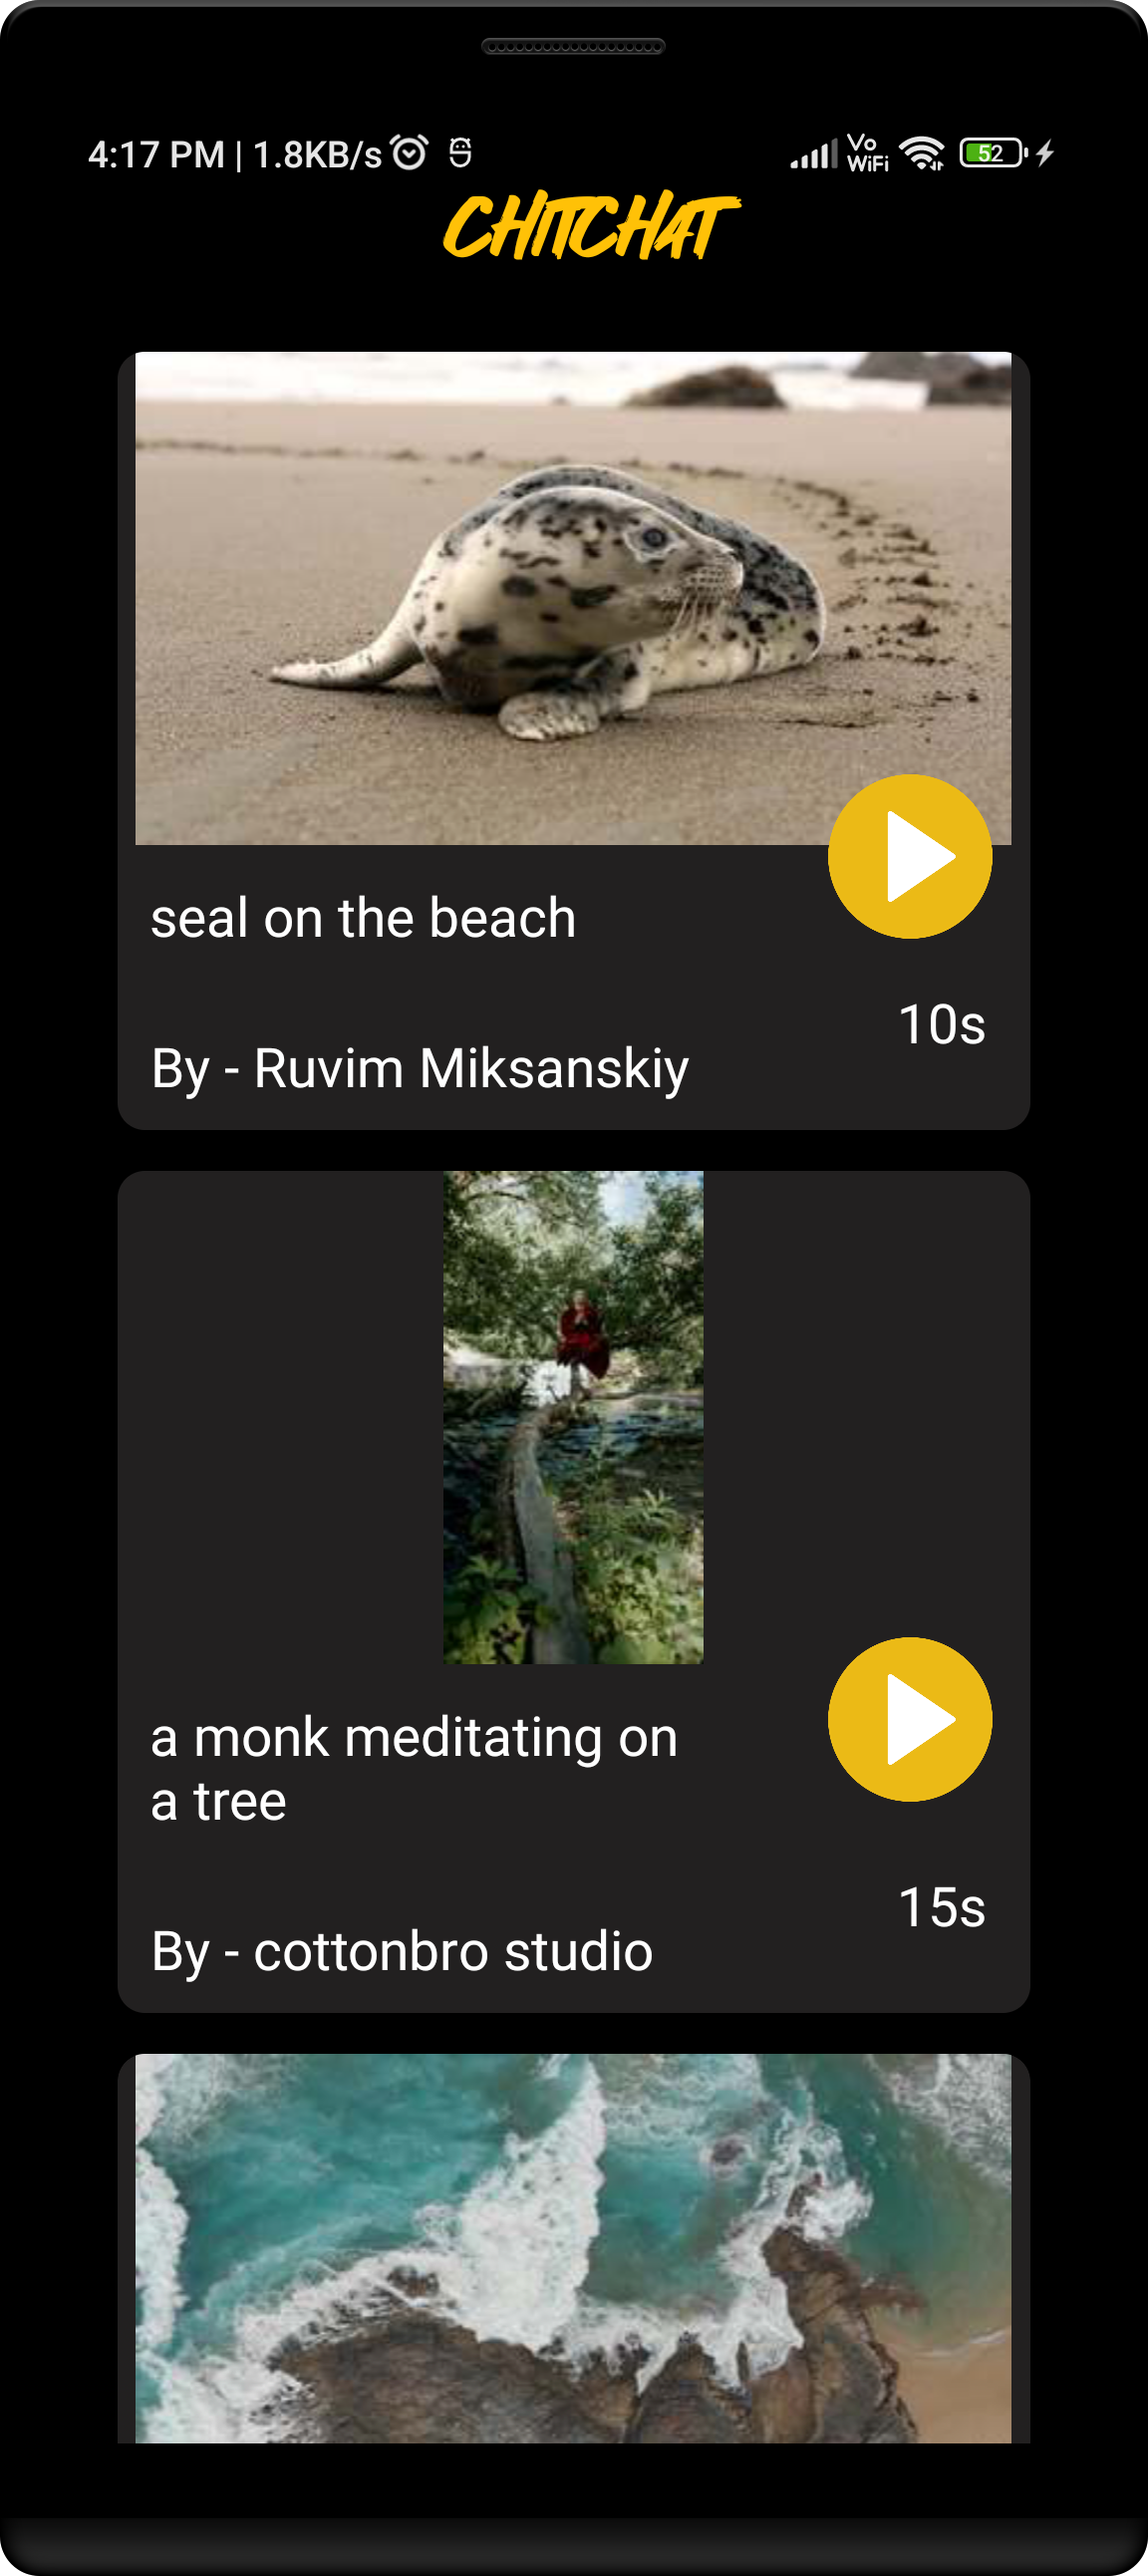 4:17 PM | 1.8KB/s Vo WiFi 52
CHITCHAT
seal on the beach
10s
By - Ruvim Miksanskiy
a monk meditating on
a tree
15s
By - cottonbro studio